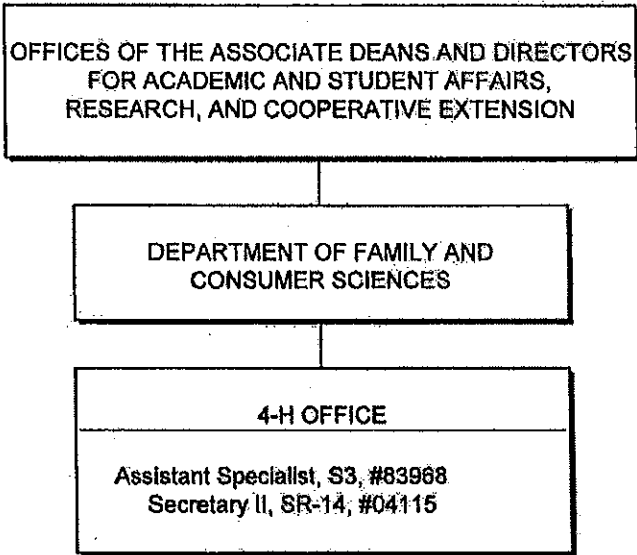 OFFICES OF THE ASSOCIATE DEANS AND DIRECTORS
FOR ACADEMIC AND STUDENT AFFAIRS,
RESEARCH, AND COOPERATIVE EXTENSION
DEPARTMENT OF FAMILY AND
CONSUMER SCIENCES
4-H OFFICE
Assistant Specialist, S3, #83968
Secretary II, SR-14, #04115